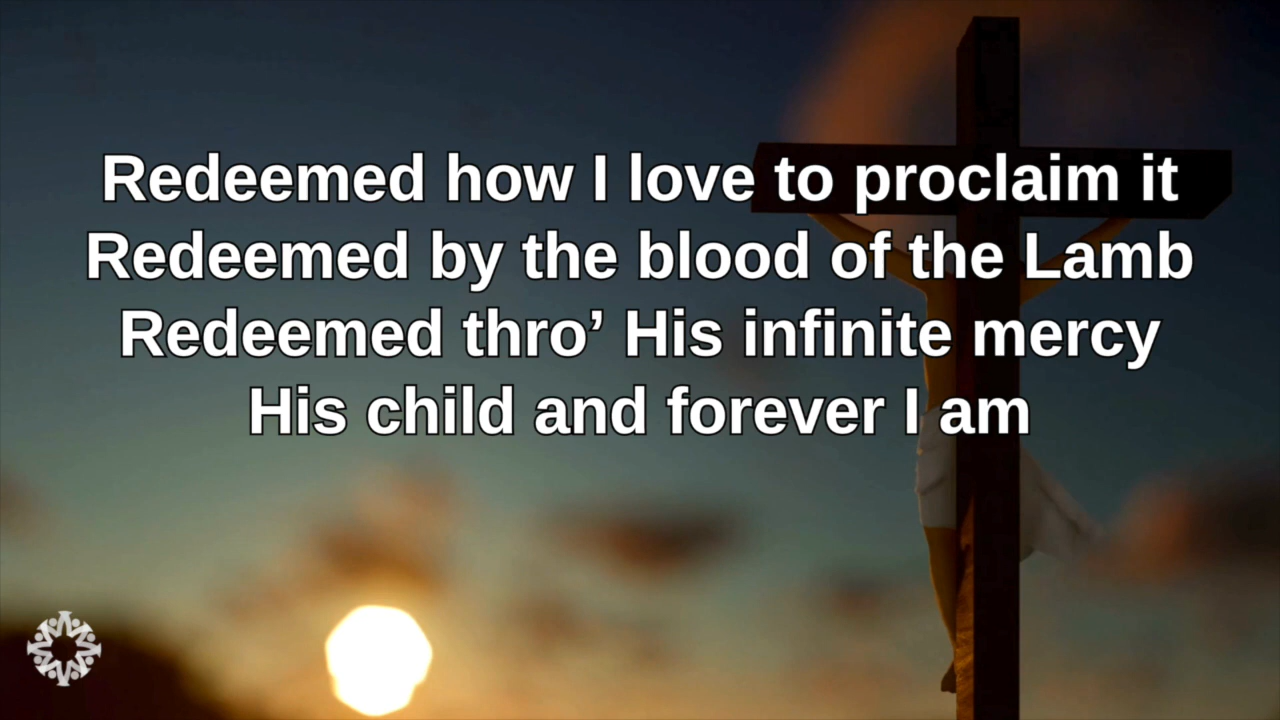 Redeemed how I love to proclaim it
Redeemed by the blood of the Lamb
Redeemed thro’ His infinite mercy
His child and forever I am